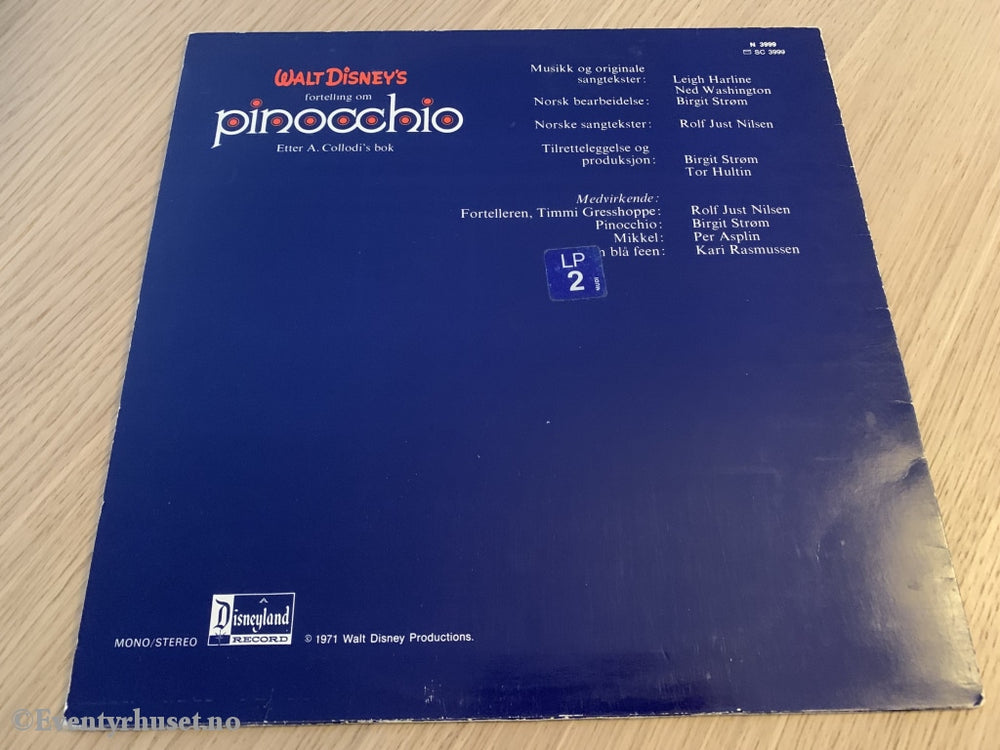 WALT DISNEY'S
fortelling om
pinocchio
Etter A. Collodi's bok
N 3999
SC 3999
Musikk og originale
sangtekster: Leigh Harline
Ned Washington
Norsk bearbeidelse: Birgit Strøm
Norske sangtekster: Rolf Just Nilsen
Tilretteleggelse og
produksjon: Birgit Strøm
Tor Hultin
Medvirkende:
Fortelleren, Timmi Gresshoppe: Rolf Just Nilsen
Pinocchio: Birgit Strøm
Mikkel: Per Asplin
blå feen: Kari Rasmussen
LP
2
MONO/STEREO
Disneyland
RECORD
© 1971 Walt Disney Productions.
©Eventyrhuset.no